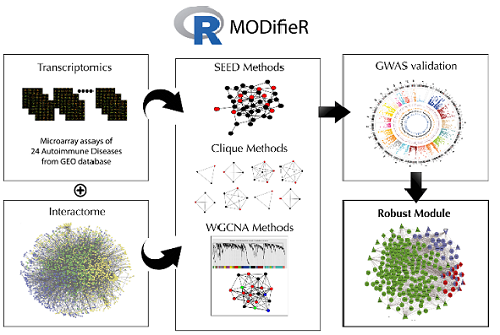 R MODifieR
Transcriptomics
Microarray assays of
24 Autoimmune Diseases
from GEO database
Interactome
SEED Methods
Clique Methods
WGCNA Methods
GWAS validation
Robust Module